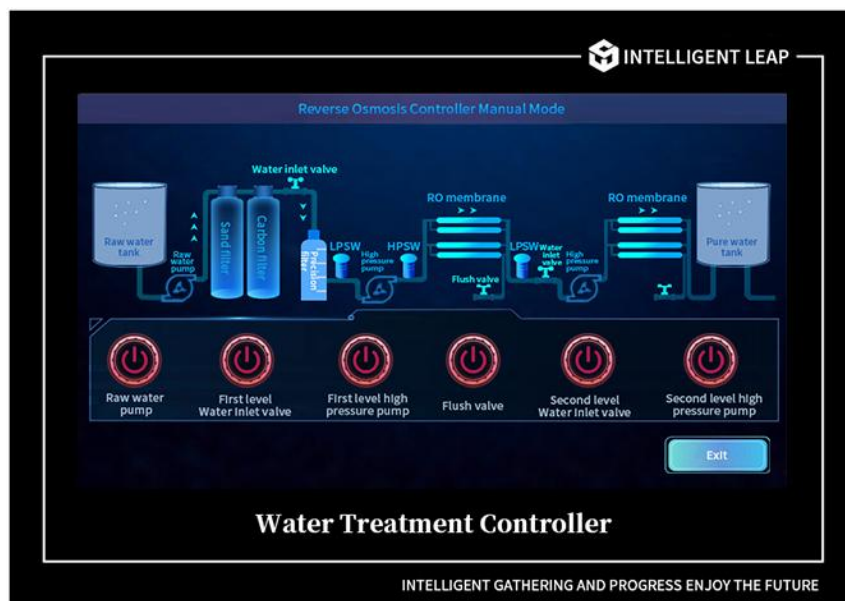 INTELLIGENT LEAP
Reverse Osmosis Controller Manual Mode
Water inlet valve
RO membrane
RO membrane
Raw water
tank
Sand filter
Carbon filter
Pure water
tank
LPSW
HPSW
LPSW
Water
inlet
valve
Raw
water
pump
Precision
filter
High
pressure
pump
Flush valve
High
pressure
pump
Raw water
pump
First level
Water Inlet valve
First level high
pressure pump
Flush valve
Second level
Water Inlet valve
Second level high
pressure pump
Exit
Water Treatment Controller
INTELLIGENT GATHERING AND PROGRESS ENJOY THE FUTURE